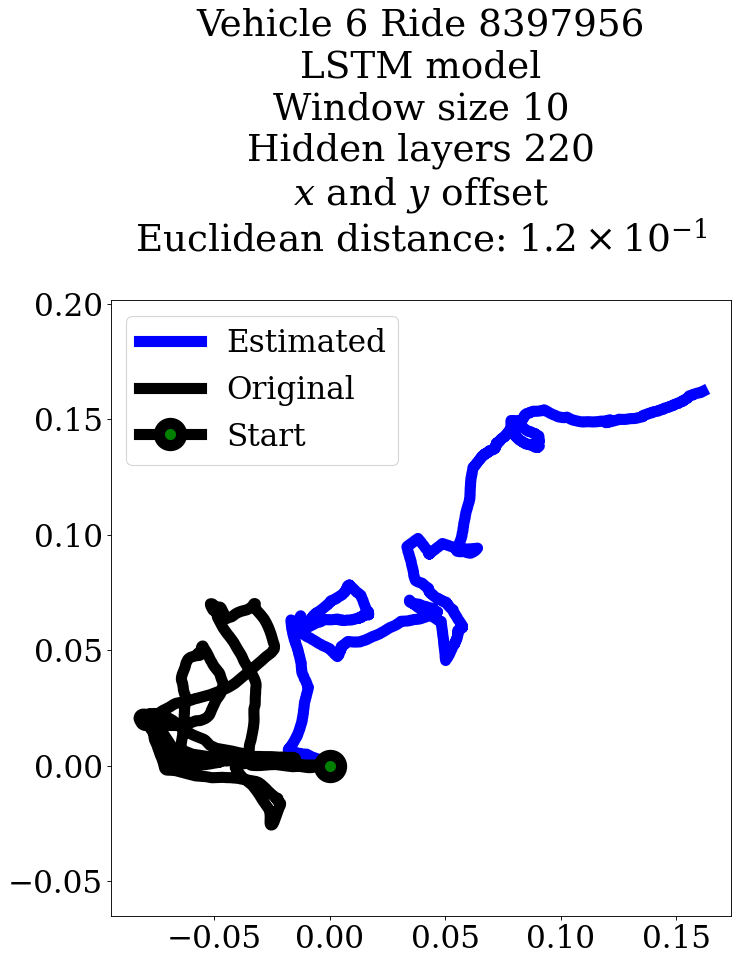 Vehicle 6 Ride 8397956
LSTM model
Window size 10
Hidden layers 220
x and y offset
Euclidean distance: 1.2 × 10⁻¹
0.20
Estimated
Original
Start
0.15
0.10
0.05
0.00
−0.05
−0.05 0.00 0.05 0.10 0.15